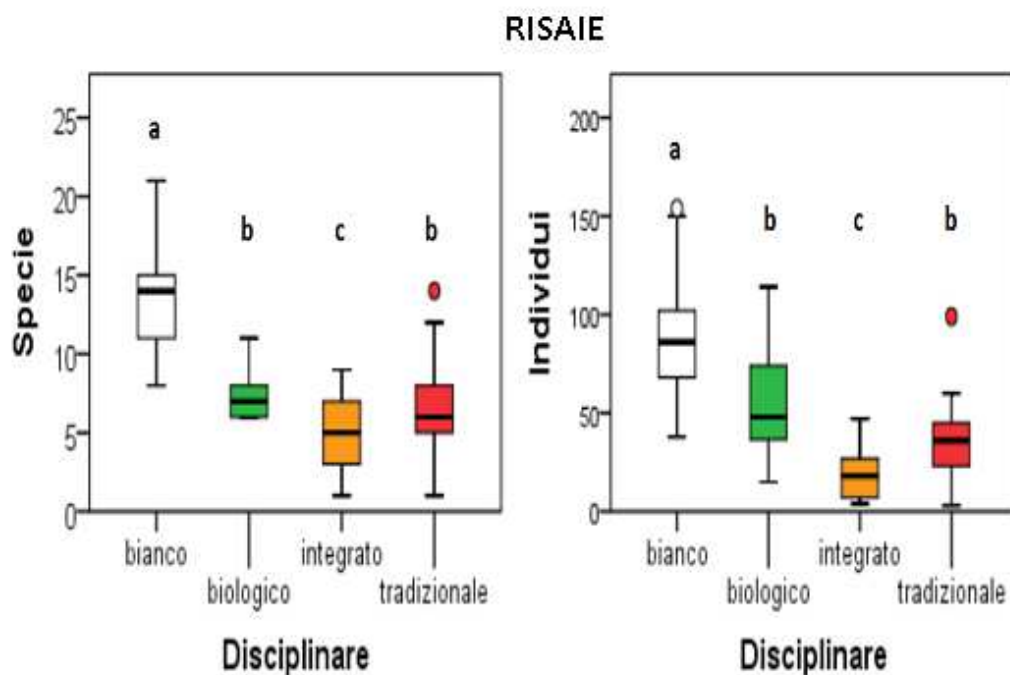 RISAIE
Specie
25
20
15
10
5
0
a
b
c
b
bianco
biologico
integrato
tradizionale
Disciplinare
Individui
200
150
100
50
0
a
b
c
b
bianco
biologico
integrato
tradizionale
Disciplinare